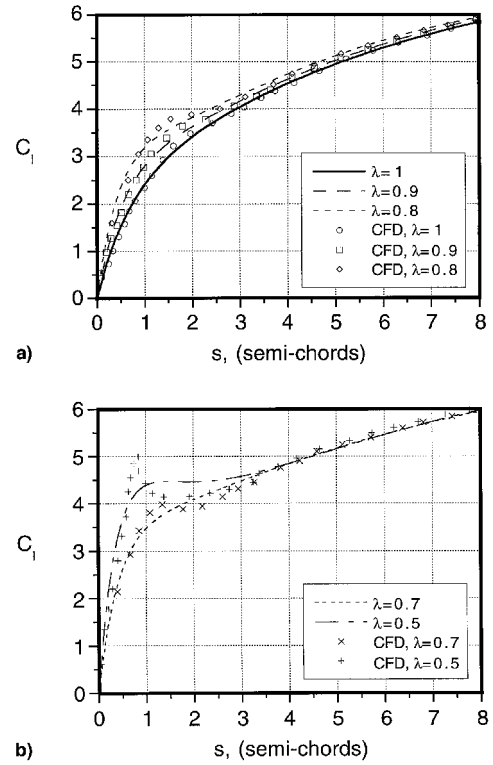 a)
6
5
4
3
2
1
0
C_l
0 1 2 3 4 5 6 7 8
s, (semi-chords)
λ=1
λ=0.9
λ=0.8
CFD, λ=1
CFD, λ=0.9
CFD, λ=0.8
b)
6
5
4
3
2
1
0
C_l
0 1 2 3 4 5 6 7 8
s, (semi-chords)
λ=0.7
λ=0.5
CFD, λ=0.7
CFD, λ=0.5